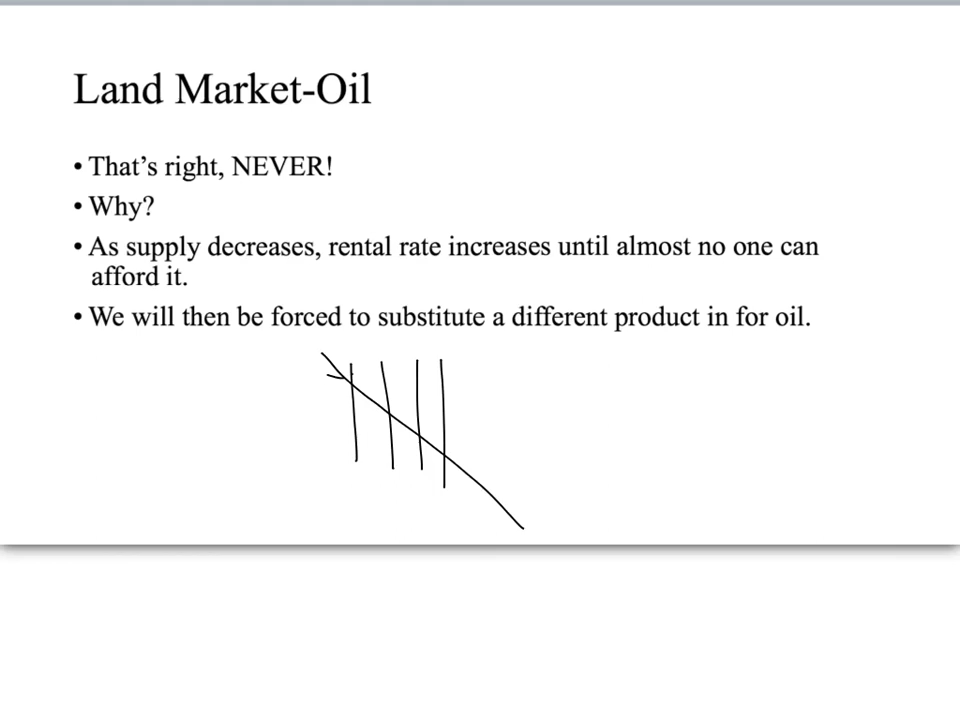 Land Market-Oil
• That's right, NEVER!
• Why?
• As supply decreases, rental rate increases until almost no one can
afford it.
• We will then be forced to substitute a different product in for oil.